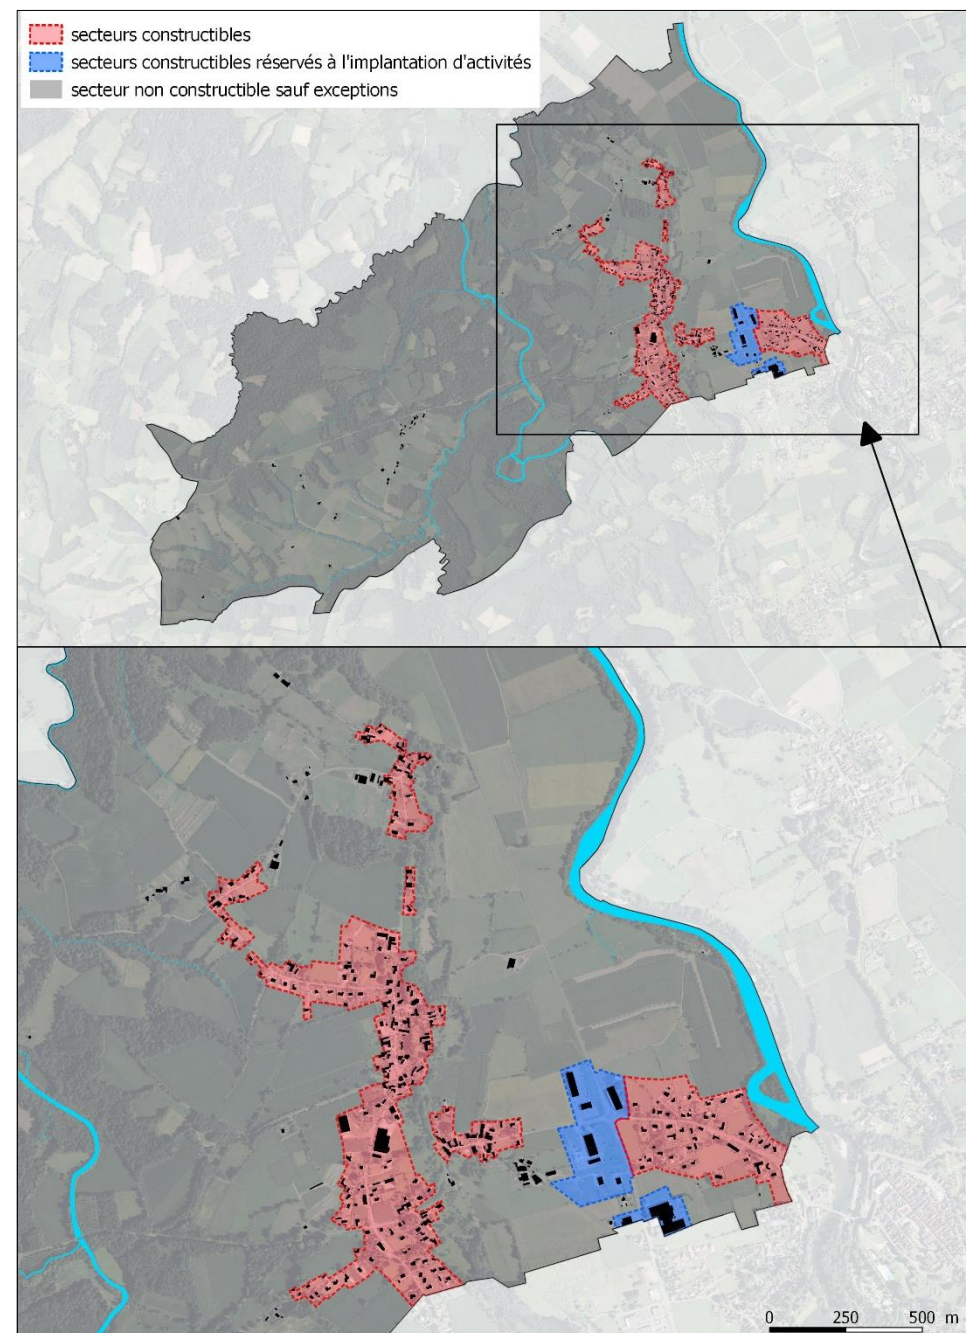 secteurs constructibles
secteurs constructibles réservés à l'implantation d'activités
secteur non constructible sauf exceptions
0 250 500 m